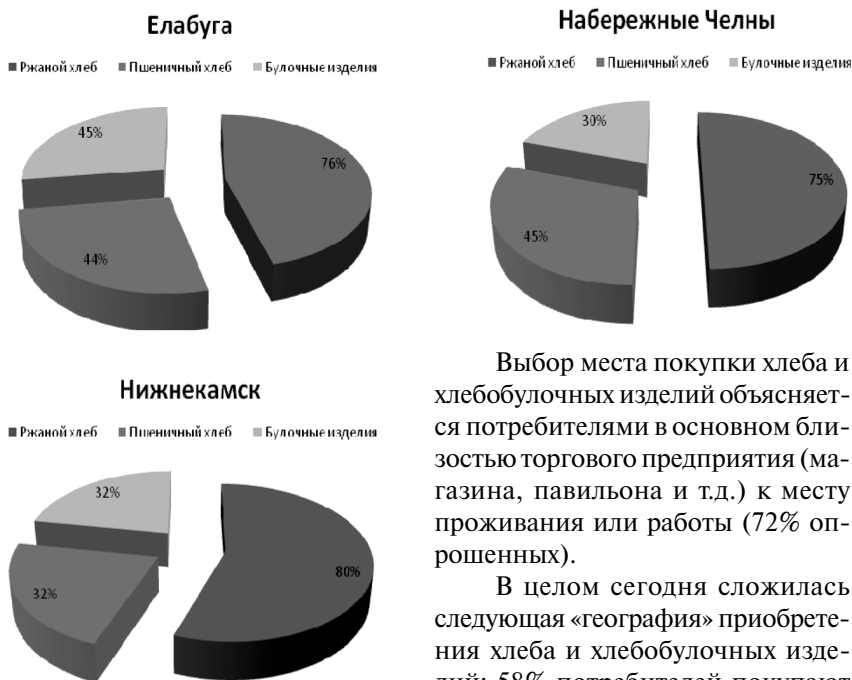 Елабуга
Ржаной хлеб Пшеничный хлеб Булочные изделия
45%
76%
44%
Набережные Челны
Ржаной хлеб Пшеничный хлеб Булочные изделия
30%
75%
45%
Нижнекамск
Ржаной хлеб Пшеничный хлеб Булочные изделия
32%
80%
32%
Выбор места покупки хлеба и
хлебобулочных изделий объясняет-
ся потребителями в основном бли-
зостью торгового предприятия (ма-
газина, павильона и т.д.) к месту
проживания или работы (72% оп-
рошенных).
В целом сегодня сложилась
следующая «география» приобрете-
ния хлеба и хлебобулочных изде-
лий: 58% потребителей покупают